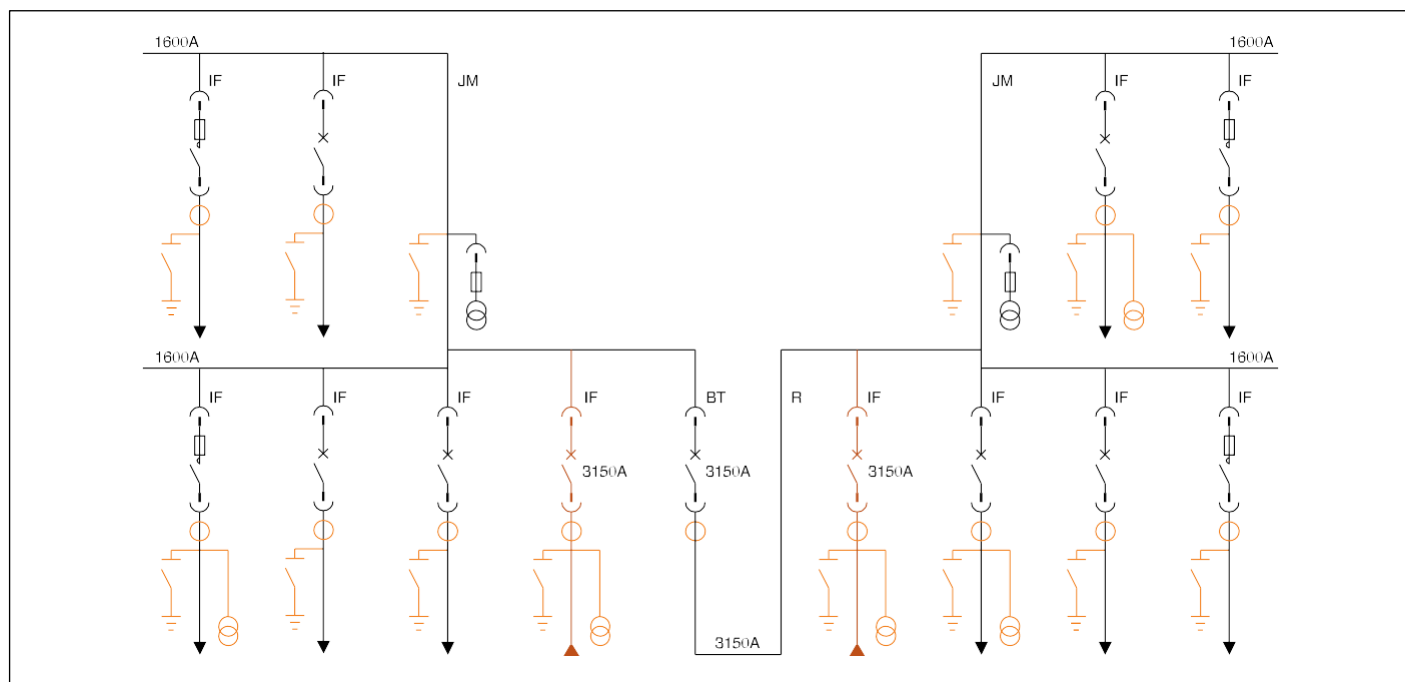 1600A 1600A
IF IF JM JM IF IF
1600A 1600A
IF IF IF IF BT R IF IF IF IF
3150A 3150A 3150A
3150A